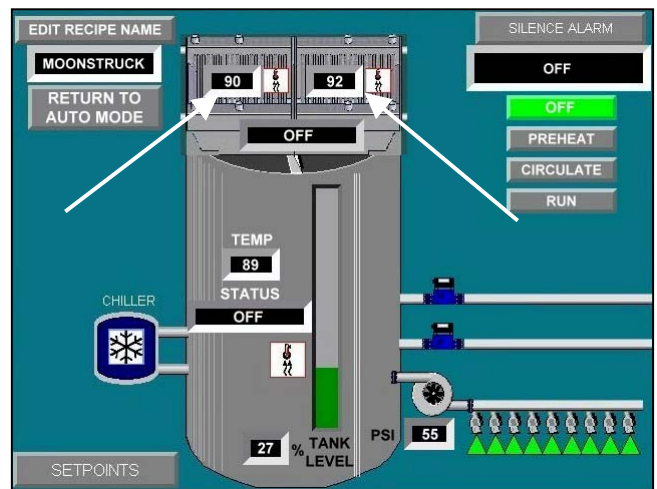 EDIT RECIPE NAME
MOONSTRUCK
RETURN TO
AUTO MODE
90
92
OFF
SILENCE ALARM
OFF
OFF
PREHEAT
CIRCULATE
RUN
TEMP
89
STATUS
OFF
CHILLER
27 % TANK
LEVEL
PSI 55
SETPOINTS